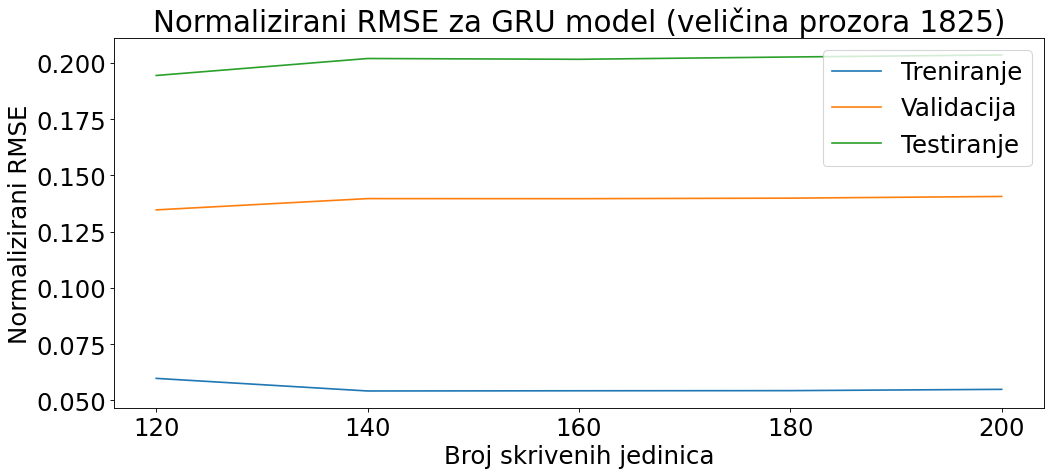 Normalizirani RMSE za GRU model (veličina prozora 1825)
Normalizirani RMSE
0.200
0.175
0.150
0.125
0.100
0.075
0.050
Treniranje
Validacija
Testiranje
120 140 160 180 200
Broj skrivenih jedinica